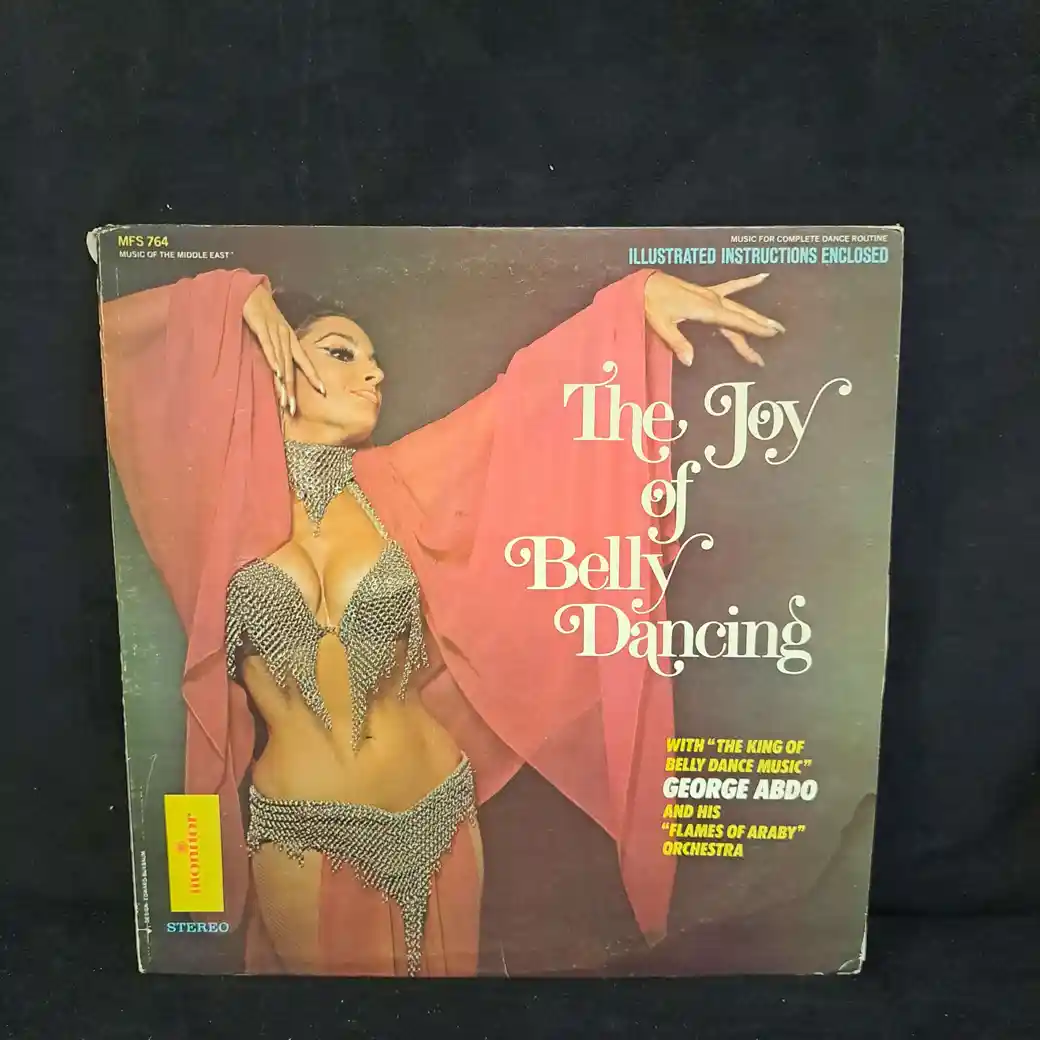 MFS 764
MUSIC OF THE MIDDLE EAST
MUSIC FOR COMPLETE DANCE ROUTINE
ILLUSTRATED INSTRUCTIONS ENCLOSED
The Joy
of
Belly
Dancing
WITH "THE KING OF
BELLY DANCE MUSIC"
GEORGE ABDO
AND HIS
"FLAMES OF ARABY"
ORCHESTRA
monitor
STEREO